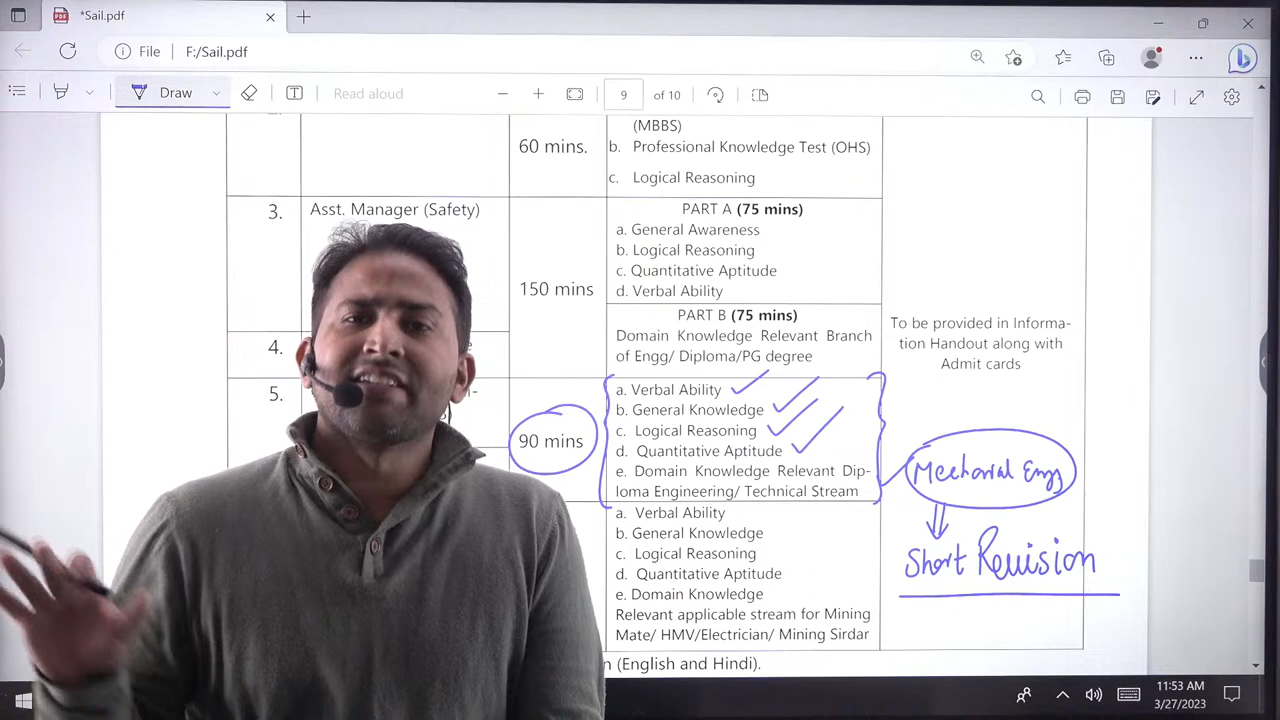 *Sail.pdf
File F:/Sail.pdf
Draw Read aloud 9 of 10
(MBBS)
60 mins.
b. Professional Knowledge Test (OHS)
c. Logical Reasoning
3. Asst. Manager (Safety)
150 mins
PART A (75 mins)
a. General Awareness
b. Logical Reasoning
c. Quantitative Aptitude
d. Verbal Ability
PART B (75 mins)
4.
Domain Knowledge Relevant Branch
of Engg/ Diploma/PG degree
To be provided in Informa-
tion Handout along with
Admit cards
5.
90 mins
a. Verbal Ability
b. General Knowledge
c. Logical Reasoning
d. Quantitative Aptitude
e. Domain Knowledge Relevant Dip-
loma Engineering/ Technical Stream
Mechanial Engg
Short Revision
a. Verbal Ability
b. General Knowledge
c. Logical Reasoning
d. Quantitative Aptitude
e. Domain Knowledge
Relevant applicable stream for Mining
Mate/ HMV/Electrician/ Mining Sirdar
(English and Hindi).
11:53 AM
3/27/2023